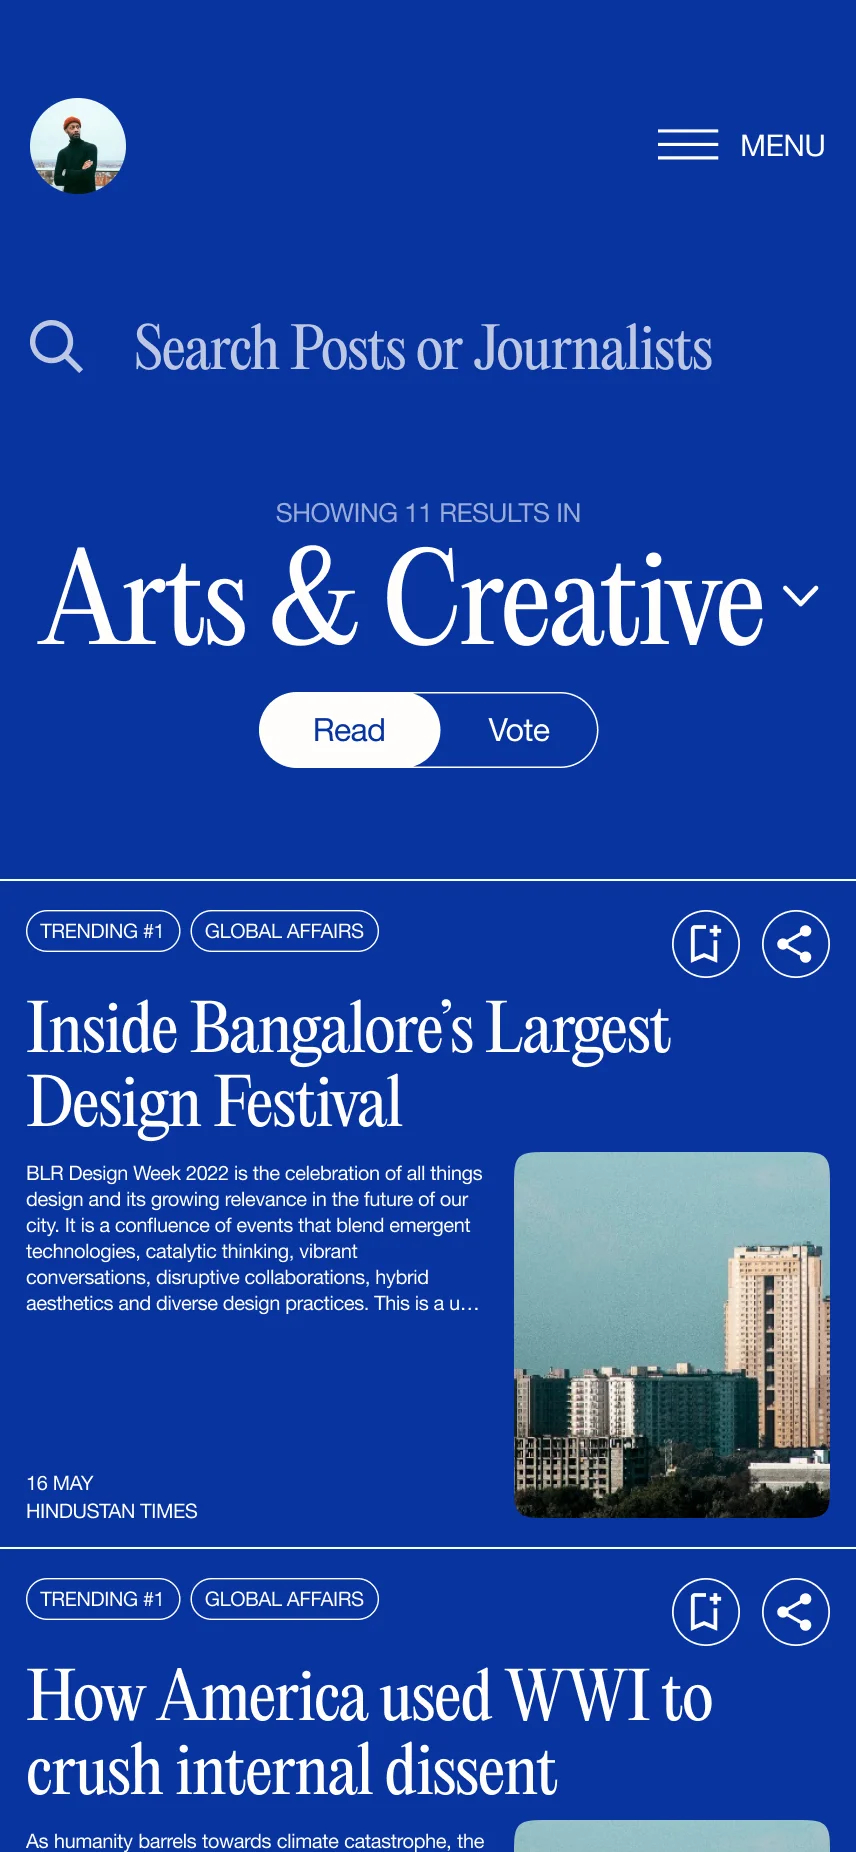 MENU
Search Posts or Journalists
SHOWING 11 RESULTS IN
Arts & Creative
Read
Vote
TRENDING #1
GLOBAL AFFAIRS
Inside Bangalore’s Largest
Design Festival
BLR Design Week 2022 is the celebration of all things
design and its growing relevance in the future of our
city. It is a confluence of events that blend emergent
technologies, catalytic thinking, vibrant
conversations, disruptive collaborations, hybrid
aesthetics and diverse design practices. This is a u…
16 MAY
HINDUSTAN TIMES
TRENDING #1
GLOBAL AFFAIRS
How America used WWI to
crush internal dissent
As humanity barrels towards climate catastrophe, the